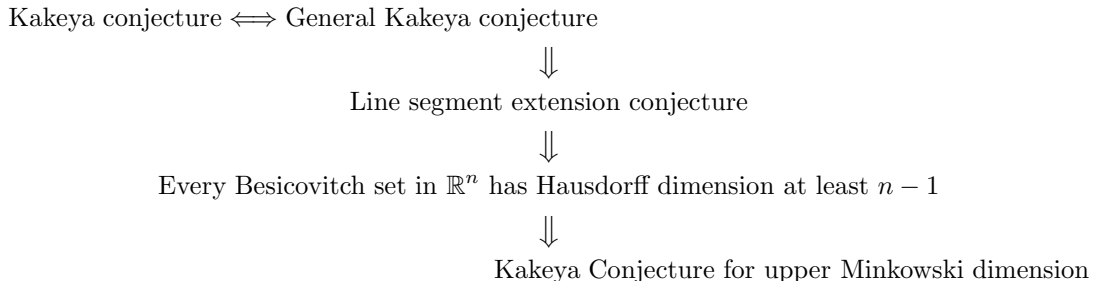 Kakeya conjecture ⟺ General Kakeya conjecture
⇓
Line segment extension conjecture
⇓
Every Besicovitch set in ℝⁿ has Hausdorff dimension at least n − 1
⇓
Kakeya Conjecture for upper Minkowski dimension